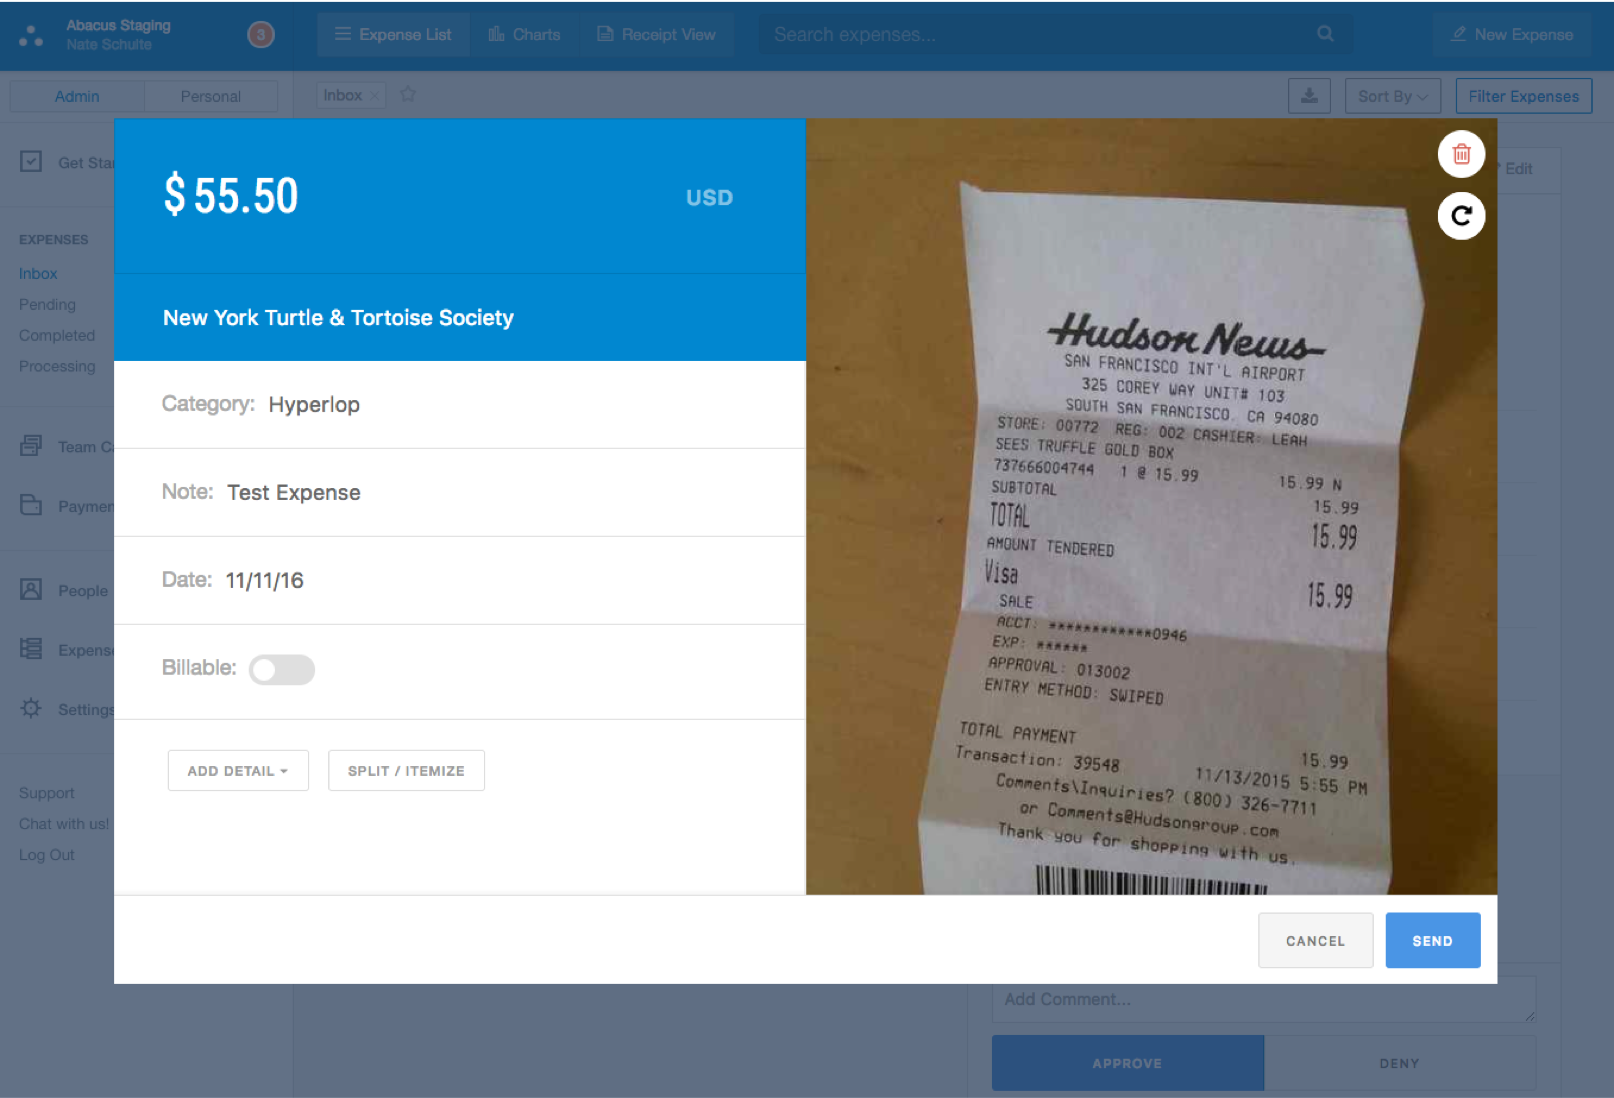 Abacus Staging
Nate Schulte
3
Expense List
Charts
Receipt View
Search expenses...
New Expense
Admin
Personal
Inbox ×
Sort By
Filter Expenses
Get Sta
Edit
EXPENSES
Inbox
Pending
Completed
Processing
Team C
Paymen
People
Expense
Settings
Support
Chat with us!
Log Out
$ 55.50
USD
New York Turtle & Tortoise Society
Category: Hyperlop
Note: Test Expense
Date: 11/11/16
Billable:
ADD DETAIL
SPLIT / ITEMIZE
Hudson News
SAN FRANCISCO INT'L AIRPORT
325 COREY WAY UNIT# 103
SOUTH SAN FRANCISCO, CA 94080
STORE: 00772 REG: 002 CASHIER: LEAH
SEES TRUFFLE GOLD BOX
737666004744 1 @ 15.99 15.99 N
SUBTOTAL 15.99
TOTAL 15.99
AMOUNT TENDERED
Visa 15.99
SALE
ACCT: ************0946
EXP: ******
APPROVAL: 013002
ENTRY METHOD: SWIPED
TOTAL PAYMENT 15.99
Transaction: 39548 11/13/2015 5:55 PM
Comments\Inquiries? (800) 326-7711
or Comments@Hudsongroup.com
Thank you for shopping with us.
CANCEL
SEND
Add Comment...
APPROVE
DENY